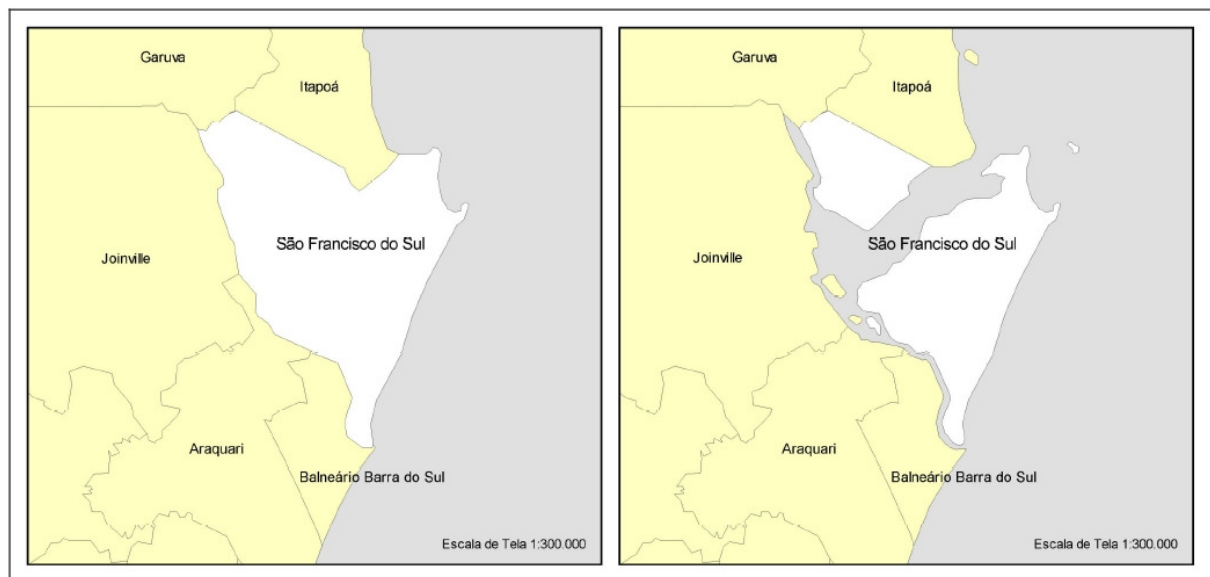 Garuva
Itapoá
São Francisco do Sul
Joinville
Araquari
Balneário Barra do Sul
Escala de Tela 1:300.000
Garuva
Itapoá
São Francisco do Sul
Joinville
Araquari
Balneário Barra do Sul
Escala de Tela 1:300.000